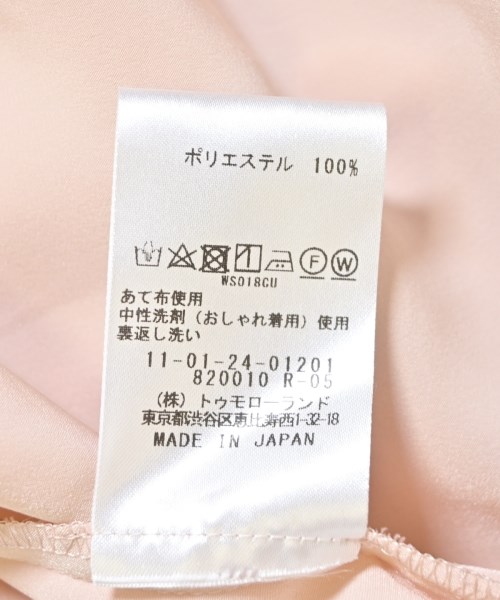 ポリエステル 100%
F W
WS018GU
あて布使用
中性洗剤（おしゃれ着用）使用
裏返し洗い
11-01-24-01201
820010 R-05
（株）トゥモローランド
東京都渋谷区恵比寿西1-32-18
MADE IN JAPAN